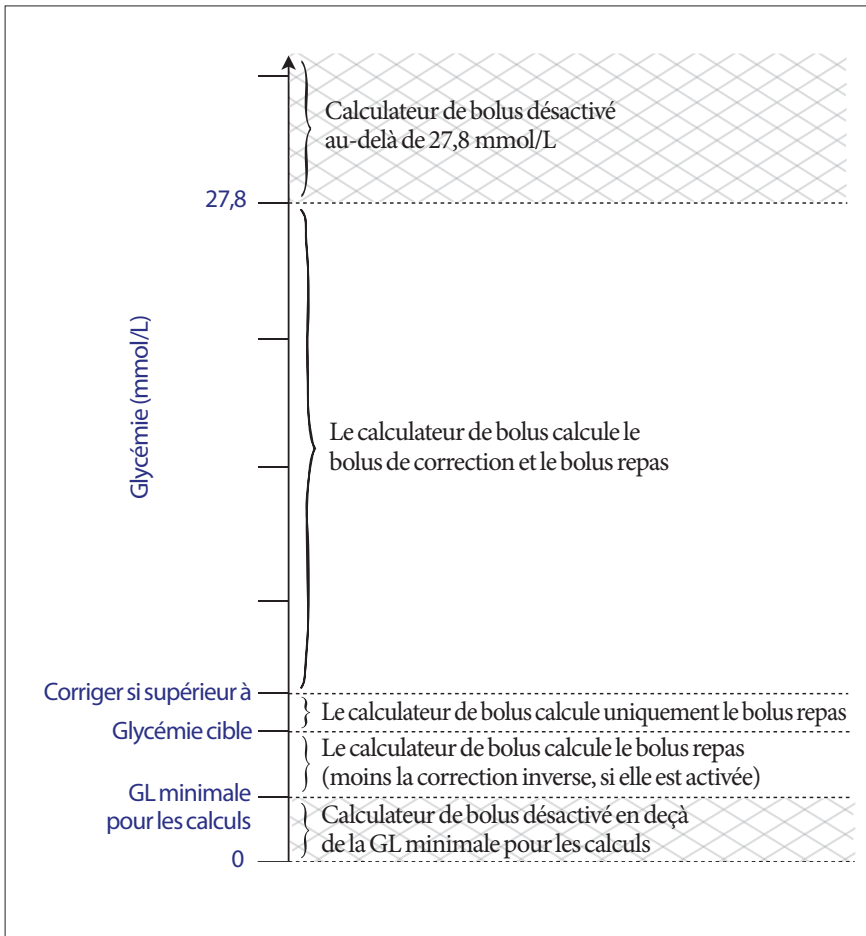 Calculateur de bolus désactivé
au-delà de 27,8 mmol/L
27,8
Glycémie (mmol/L)
Le calculateur de bolus calcule le
bolus de correction et le bolus repas
Corriger si supérieur à
Le calculateur de bolus calcule uniquement le bolus repas
Glycémie cible
Le calculateur de bolus calcule le bolus repas
(moins la correction inverse, si elle est activée)
GL minimale
pour les calculs
Calculateur de bolus désactivé en deçà
de la GL minimale pour les calculs
0